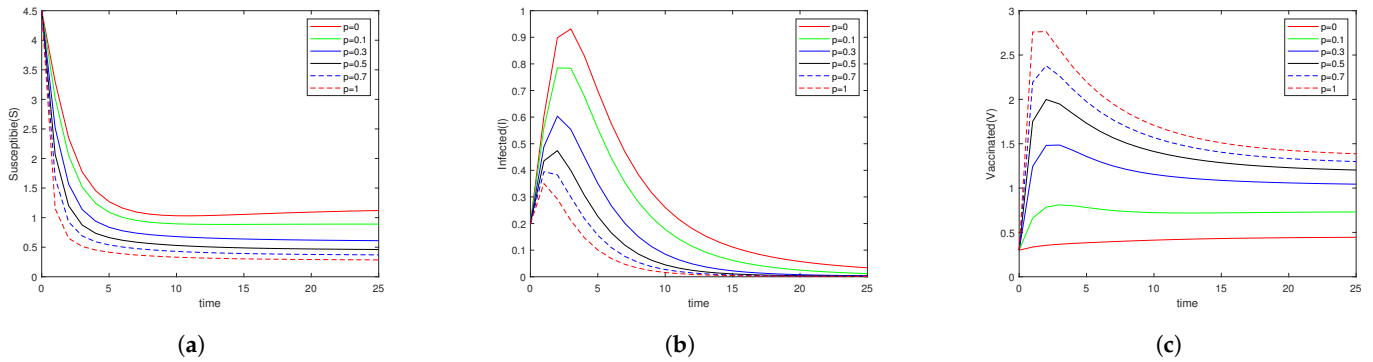 4.5
4
3.5
3
2.5
2
1.5
1
0.5
0
Susceptible(S)
0 5 10 15 20 25
time
p=0
p=0.1
p=0.3
p=0.5
p=0.7
p=1
(a)
1
0.9
0.8
0.7
0.6
0.5
0.4
0.3
0.2
0.1
0
Infected(I)
0 5 10 15 20 25
time
p=0
p=0.1
p=0.3
p=0.5
p=0.7
p=1
(b)
3
2.5
2
1.5
1
0.5
0
Vaccinated(V)
0 5 10 15 20 25
time
p=0
p=0.1
p=0.3
p=0.5
p=0.7
p=1
(c)